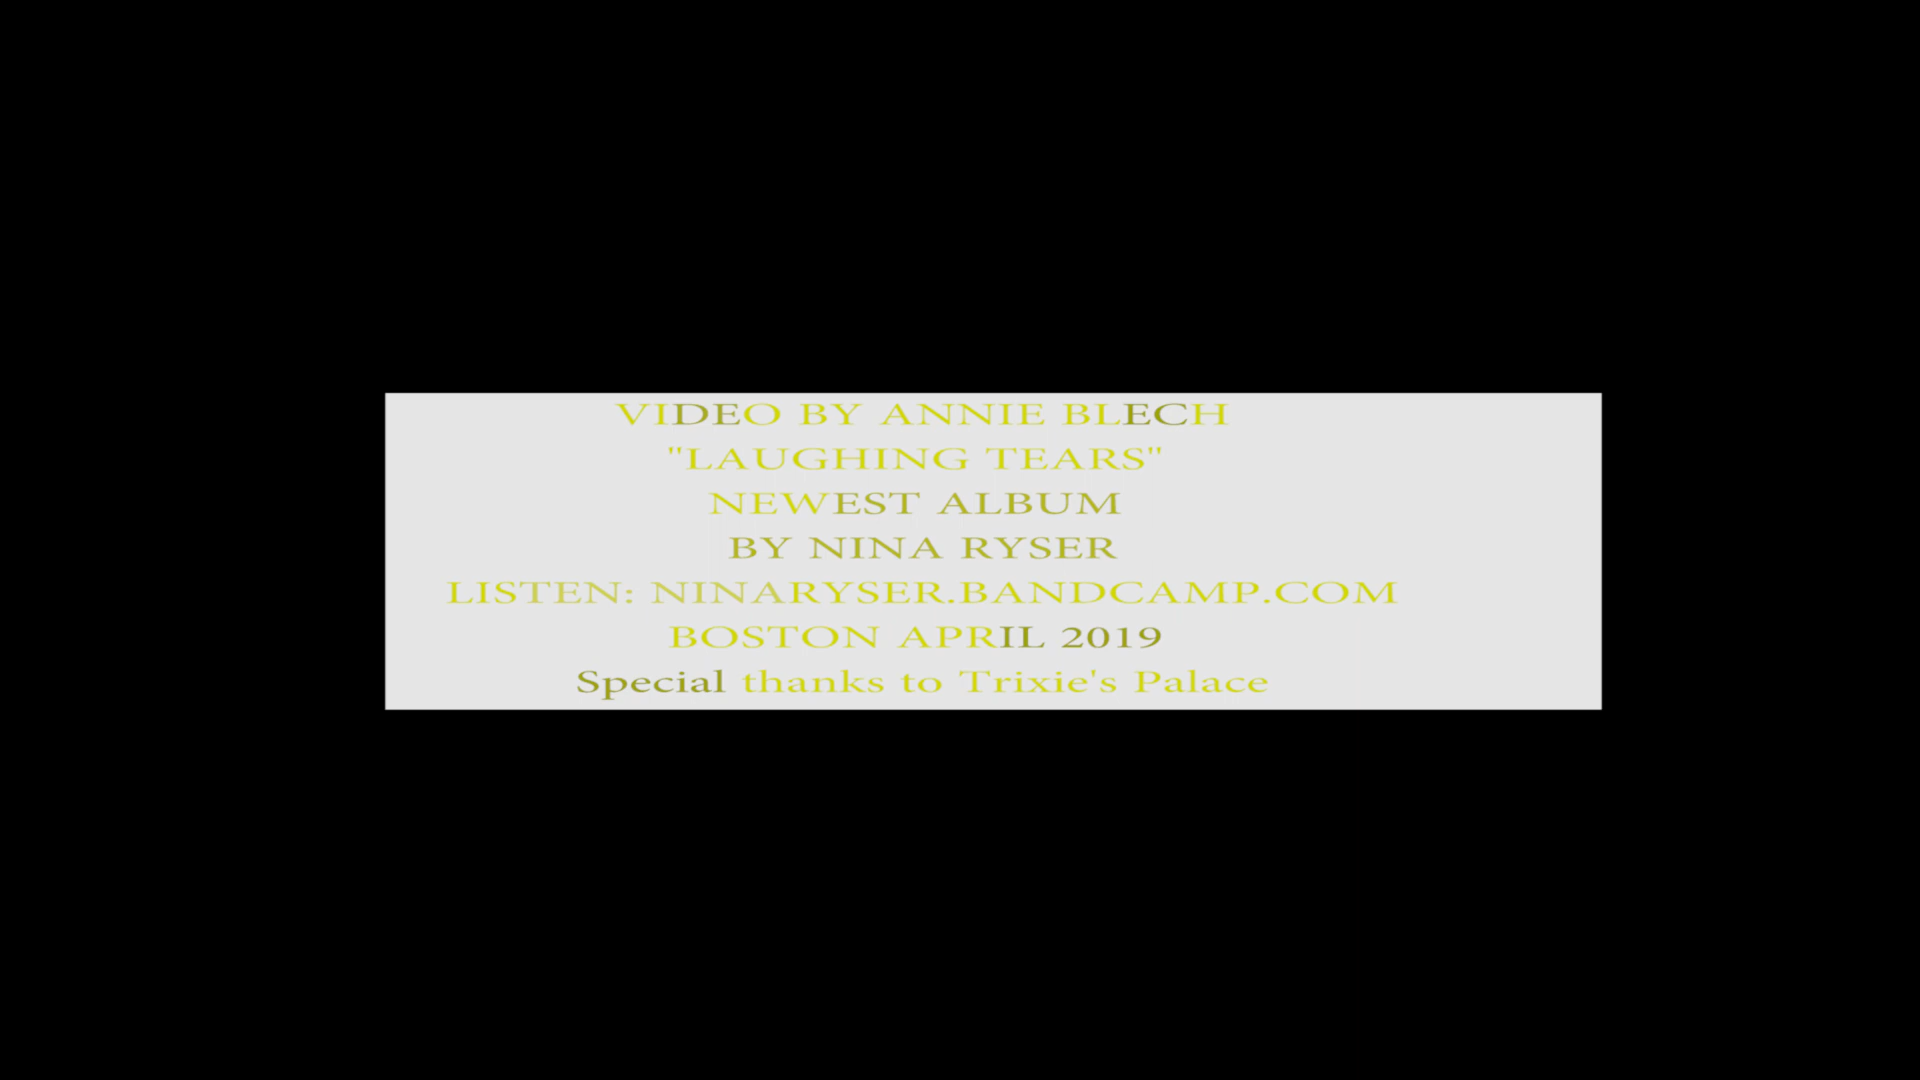 VIDEO BY ANNIE BLECH
"LAUGHING TEARS"
NEWEST ALBUM
BY NINA RYSER
LISTEN: NINARYSER.BANDCAMP.COM
BOSTON APRIL 2019
Special thanks to Trixie's Palace